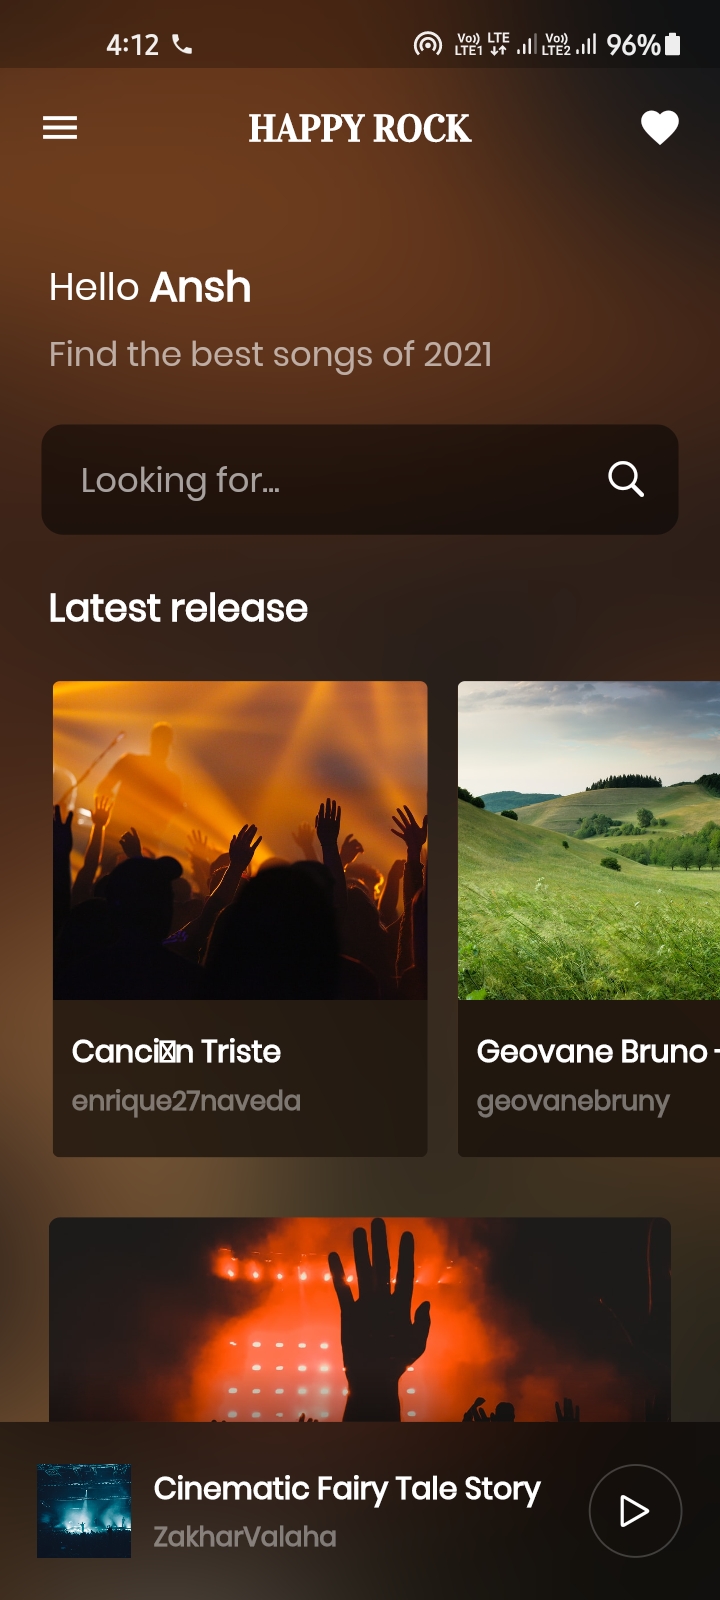 4:12
Vo)) LTE Vo))
LTE1 LTE2 96%
HAPPY ROCK
Hello Ansh
Find the best songs of 2021
Looking for...
Latest release
Canci□n Triste
enrique27naveda
Geovane Bruno -
geovanebruny
Cinematic Fairy Tale Story
ZakharValaha